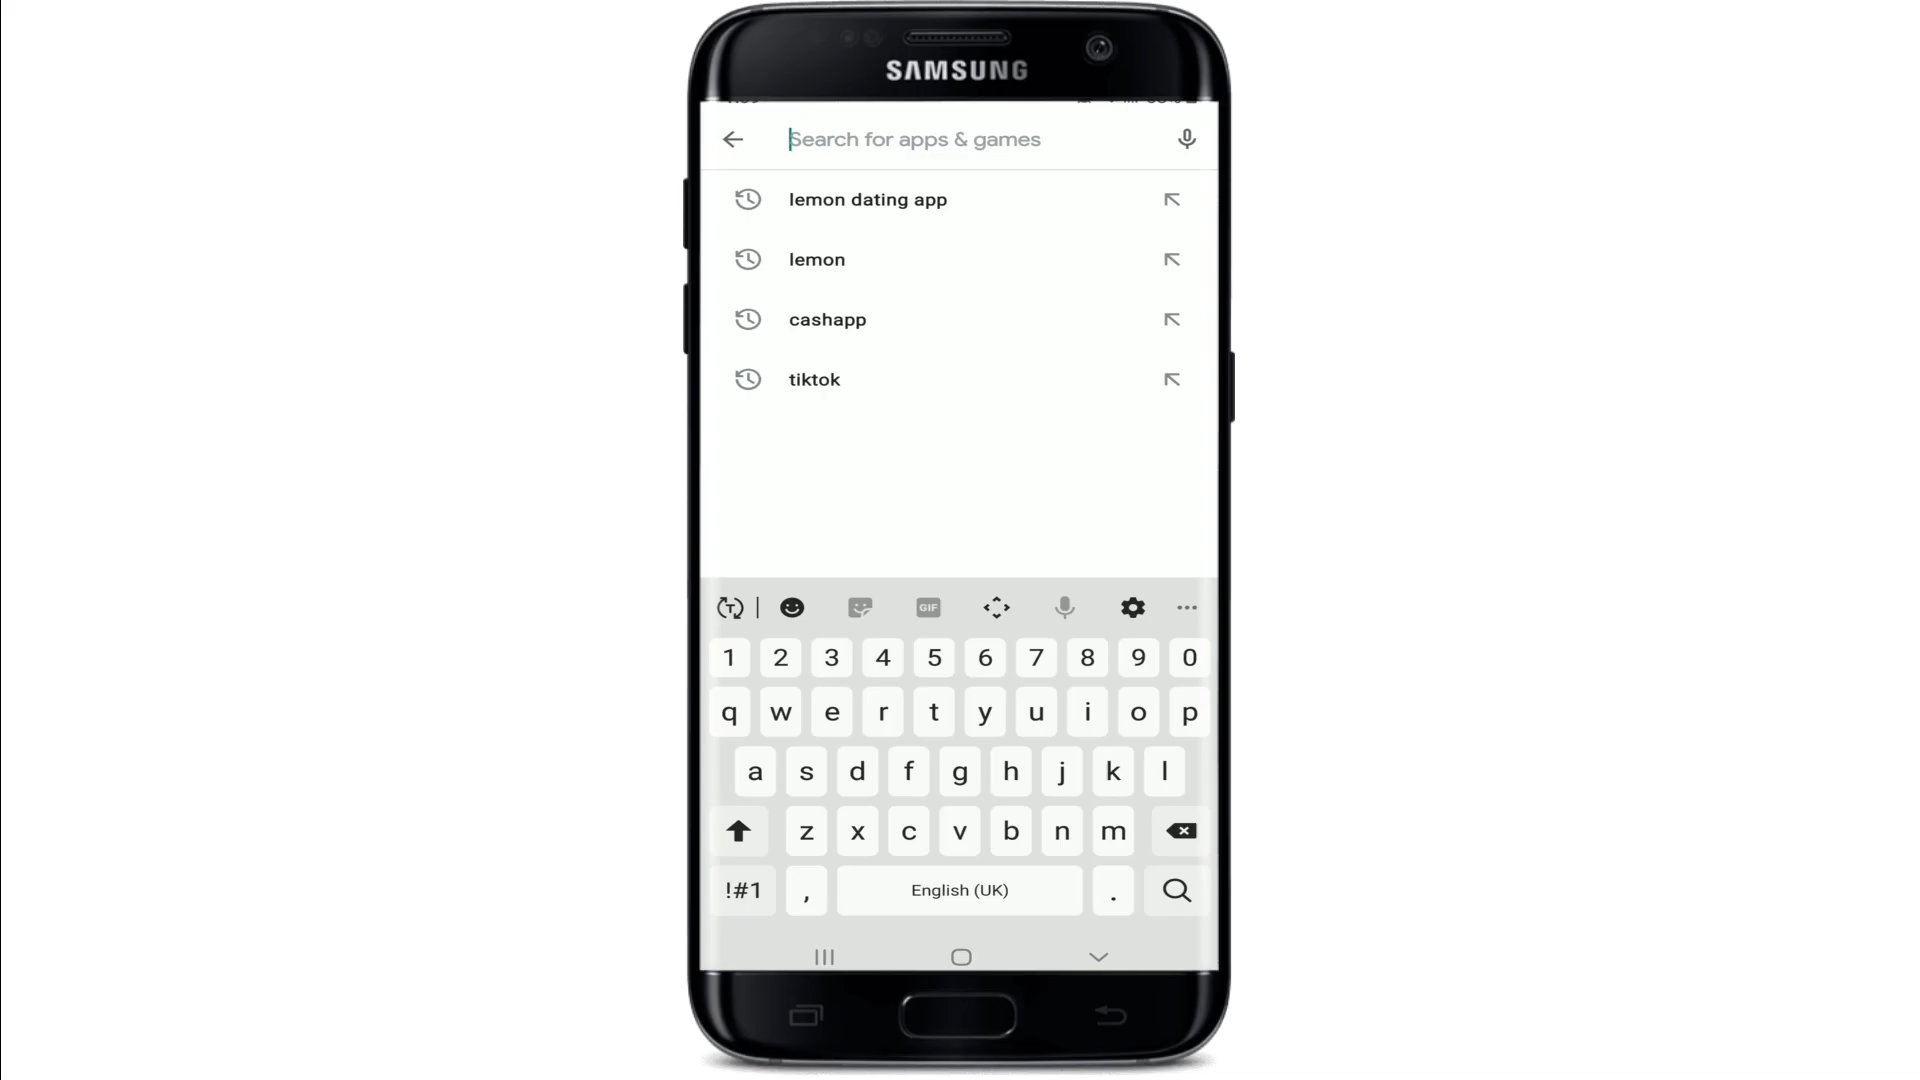 SAMSUNG
Search for apps & games
lemon dating app
lemon
cashapp
tiktok
GIF
1 2 3 4 5 6 7 8 9 0
q w e r t y u i o p
a s d f g h j k l
z x c v b n m
!#1 , English (UK) .